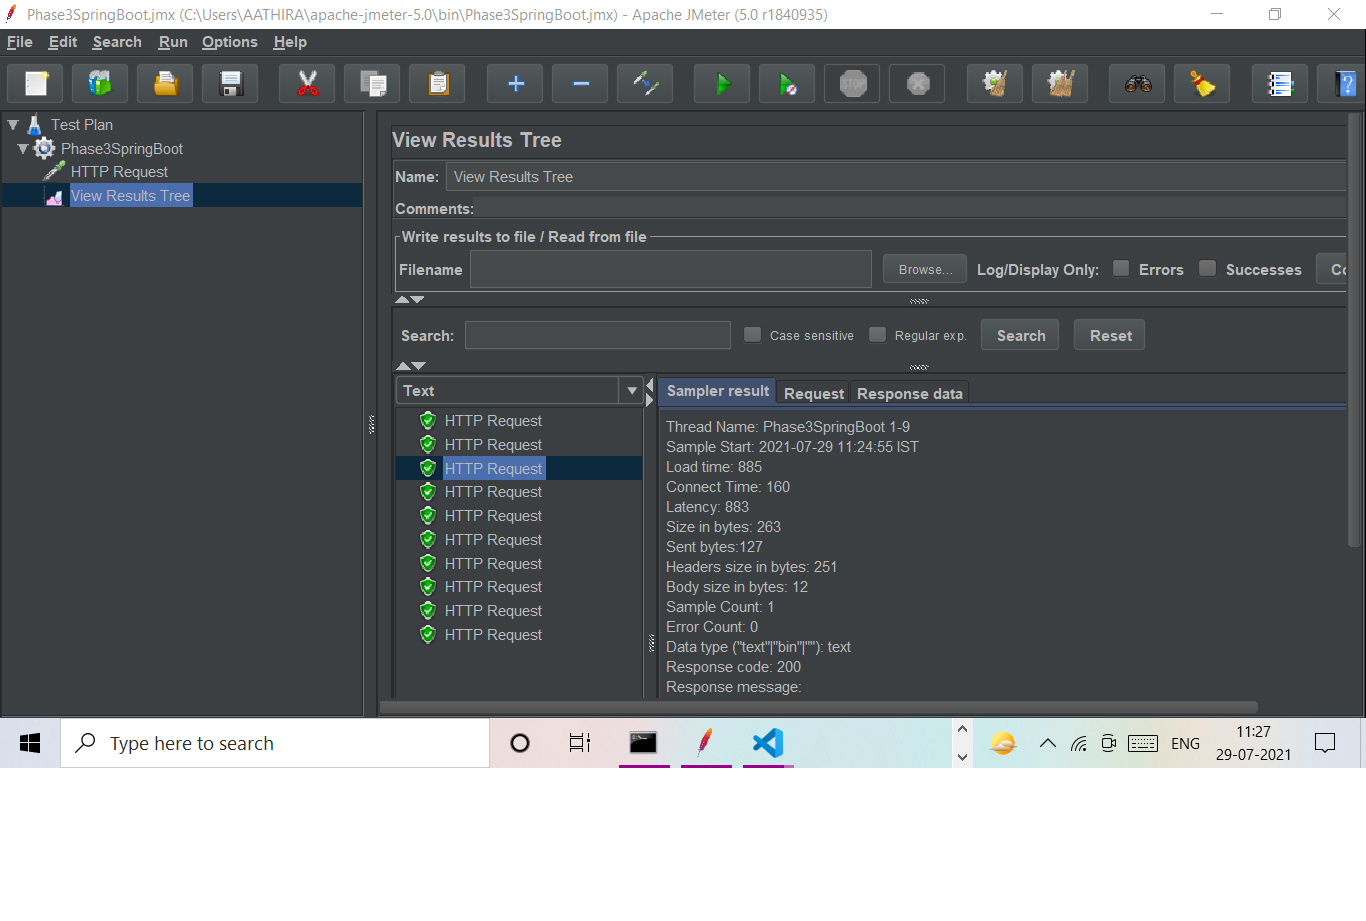 Phase3SpringBoot.jmx (C:\Users\AATHIRA\apache-jmeter-5.0\bin\Phase3SpringBoot.jmx) - Apache JMeter (5.0 r1840935)
File Edit Search Run Options Help
STOP
Test Plan
Phase3SpringBoot
HTTP Request
View Results Tree
View Results Tree
Name: View Results Tree
Comments:
Write results to file / Read from file
Filename Browse... Log/Display Only: Errors Successes Co
Search: Case sensitive Regular exp. Search Reset
Text
HTTP Request
HTTP Request
HTTP Request
HTTP Request
HTTP Request
HTTP Request
HTTP Request
HTTP Request
HTTP Request
HTTP Request
Sampler result Request Response data
Thread Name: Phase3SpringBoot 1-9
Sample Start: 2021-07-29 11:24:55 IST
Load time: 885
Connect Time: 160
Latency: 883
Size in bytes: 263
Sent bytes:127
Headers size in bytes: 251
Body size in bytes: 12
Sample Count: 1
Error Count: 0
Data type ("text"|"bin"|""): text
Response code: 200
Response message:
Type here to search
ENG
11:27
29-07-2021